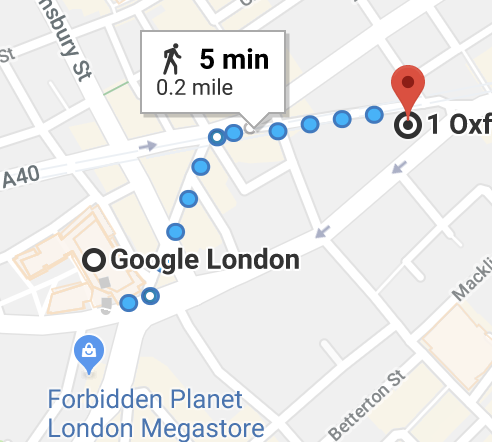 nsbury St
St
5 min
0.2 mile
1 Oxf
A40
Google London
Mackli
Forbidden Planet
London Megastore
Betterton St